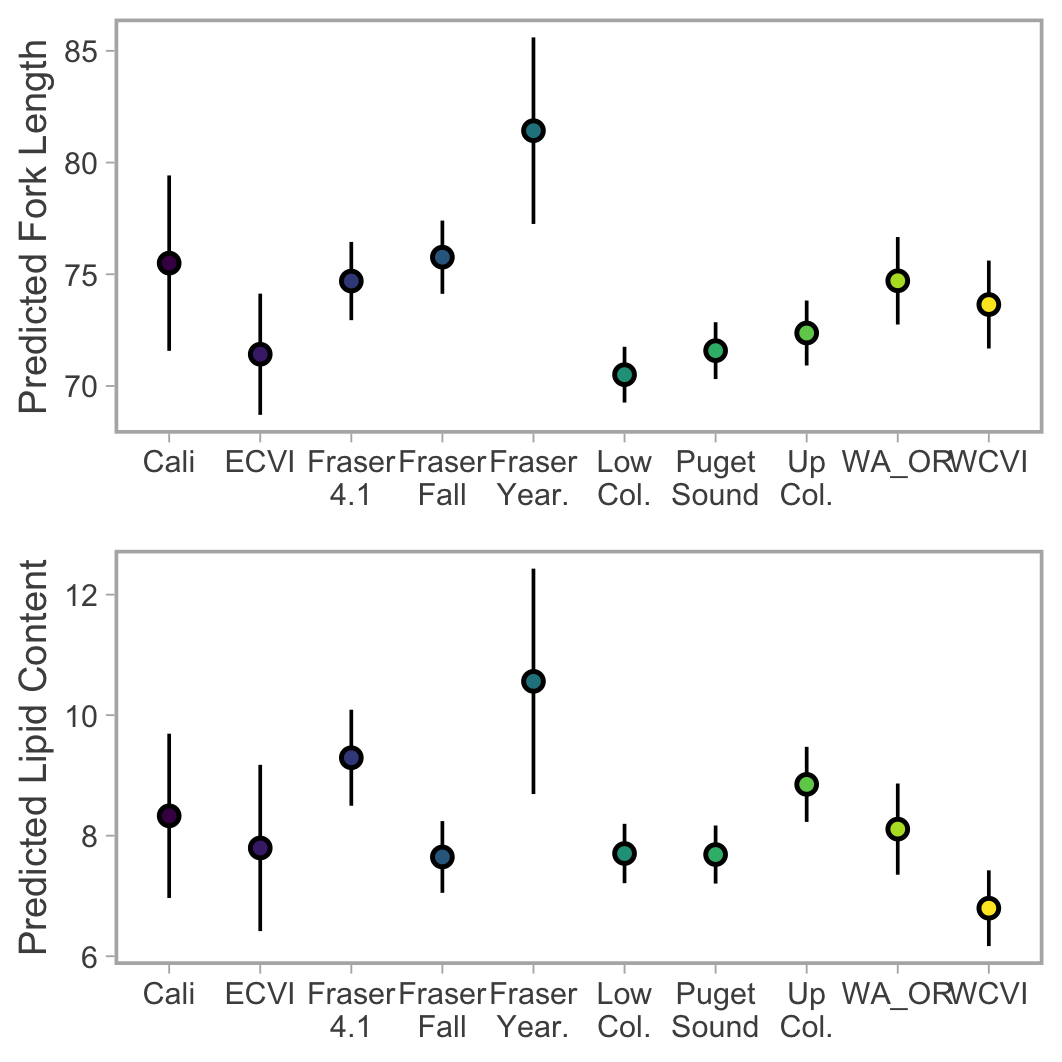 Predicted Fork Length
85
80
75
70
Cali ECVI Fraser 4.1 Fraser Fall Fraser Year. Low Col. Puget Sound Up Col. WA_OR WCVI
Predicted Lipid Content
12
10
8
6
Cali ECVI Fraser 4.1 Fraser Fall Fraser Year. Low Col. Puget Sound Up Col. WA_OR WCVI